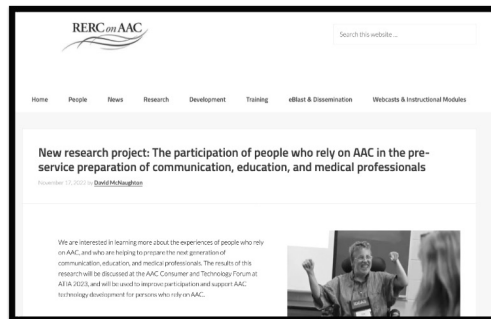 RERC on AAC
Search this website ...
Home People News Research Development Training eBlast & Dissemination Webcasts & Instructional Modules
New research project: The participation of people who rely on AAC in the pre-
service preparation of communication, education, and medical professionals
by David McNaughton
We are interested in learning more about the experiences of people who rely
on AAC, and who are helping to prepare the next generation of
communication, education, and medical professionals. The results of this
research will be discussed at the AAC Consumer and Technology Forum at
ATIA 2023, and will be used to improve participation and support AAC
technology development for persons who rely on AAC.